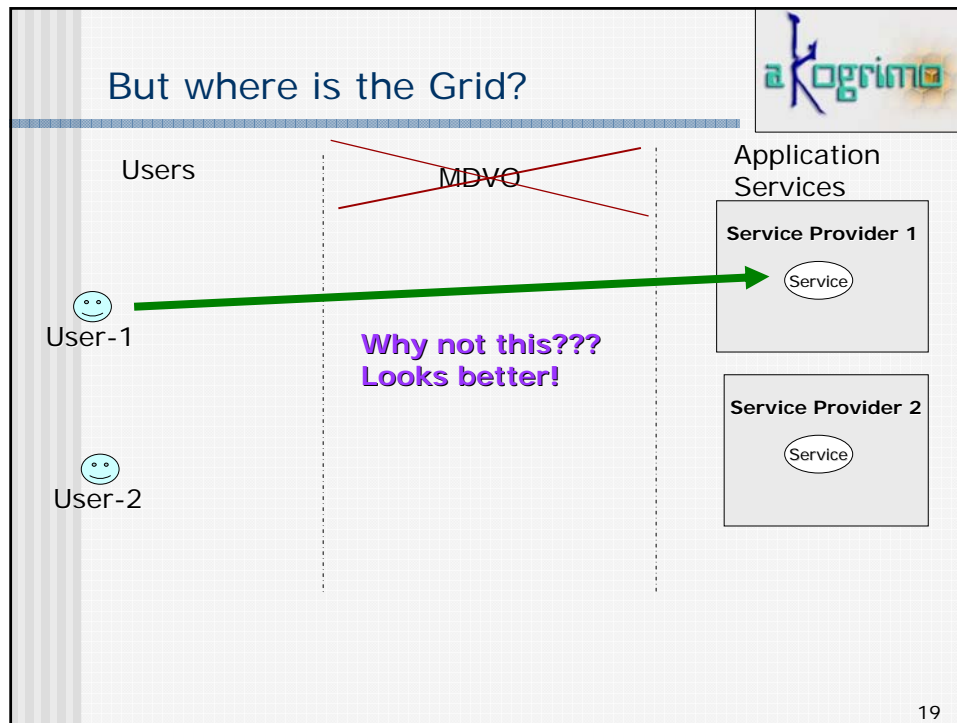 But where is the Grid?
akogrimo
Users
MDVO
Application
Services
Service Provider 1
Service
User-1
Why not this???
Looks better!
Service Provider 2
Service
User-2
19